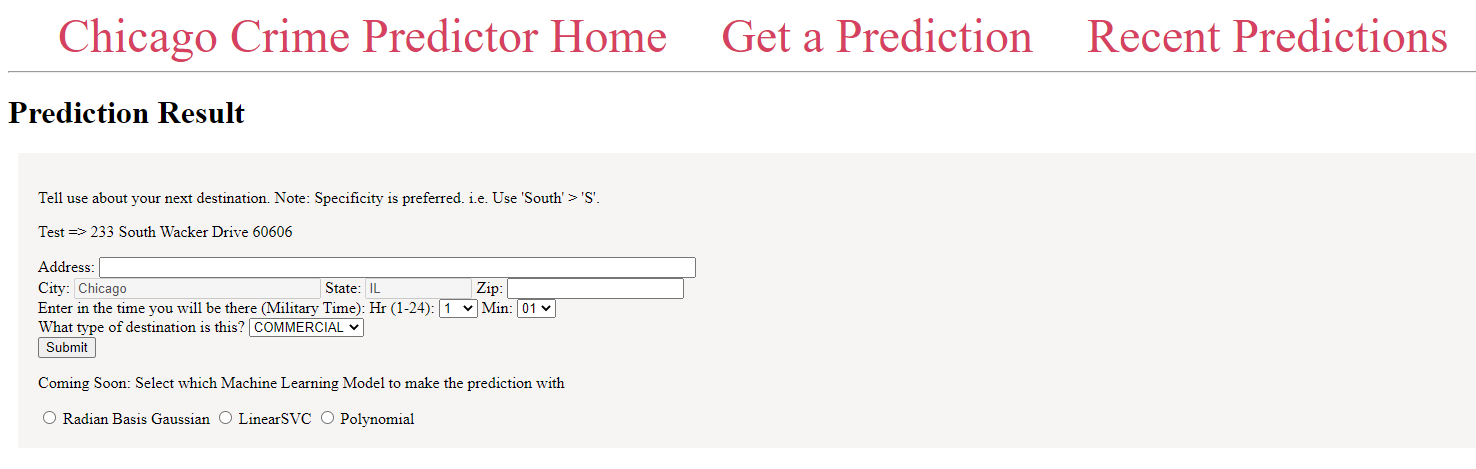 Chicago Crime Predictor Home Get a Prediction Recent Predictions
Prediction Result
Tell use about your next destination. Note: Specificity is preferred. i.e. Use 'South' > 'S'.
Test => 233 South Wacker Drive 60606
Address:
City: Chicago State: IL Zip:
Enter in the time you will be there (Military Time): Hr (1-24): 1 Min: 01
What type of destination is this? COMMERCIAL
Submit
Coming Soon: Select which Machine Learning Model to make the prediction with
Radian Basis Gaussian LinearSVC Polynomial